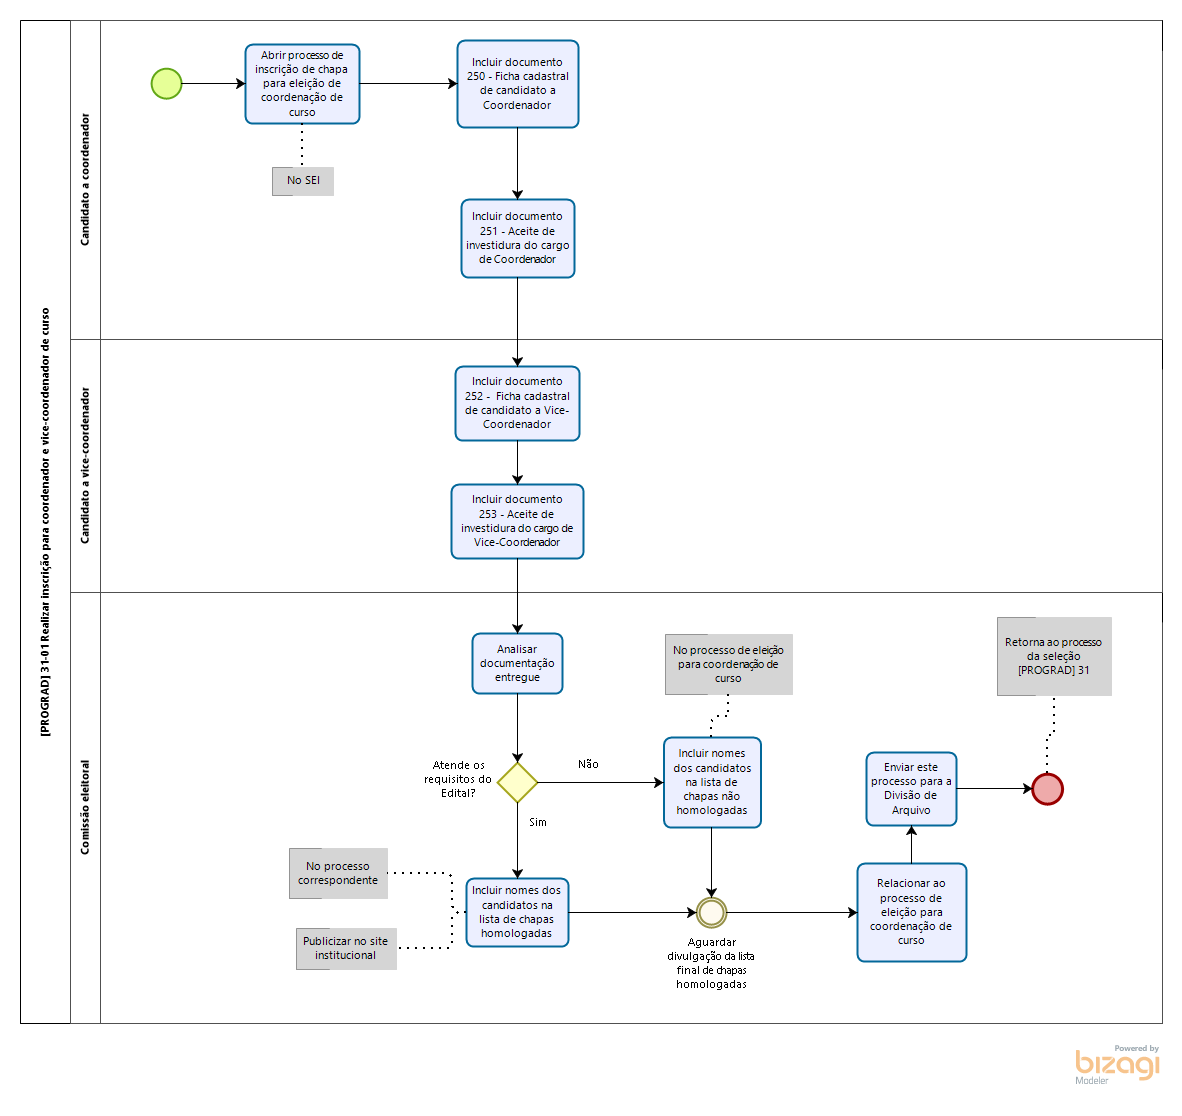 [PROGRAD] 31-01 Realizar inscrição para coordenador e vice-coordenador de curso
Candidato a coordenador
Abrir processo de
inscrição de chapa
para eleição de
coordenação de
curso
No SEI
Incluir documento
250 - Ficha cadastral
de candidato a
Coordenador
Incluir documento
251 - Aceite de
investidura do cargo
de Coordenador
Candidato a vice-coordenador
Incluir documento
252 - Ficha cadastral
de candidato a Vice-
Coordenador
Incluir documento
253 - Aceite de
investidura do cargo de
Vice-Coordenador
Comissão eleitoral
Analisar
documentação
entregue
Atende os
requisitos do
Edital?
Não
Sim
No processo de eleição
para coordenação de
curso
Incluir nomes
dos candidatos
na lista de
chapas não
homologadas
No processo
correspondente
Publicizar no site
institucional
Incluir nomes dos
candidatos na
lista de chapas
homologadas
Aguardar
divulgação da lista
final de chapas
homologadas
Relacionar ao
processo de
eleição para
coordenação de
curso
Enviar este
processo para a
Divisão de
Arquivo
Retorna ao processo
da seleção
[PROGRAD] 31
Powered by
bizagi
Modeler